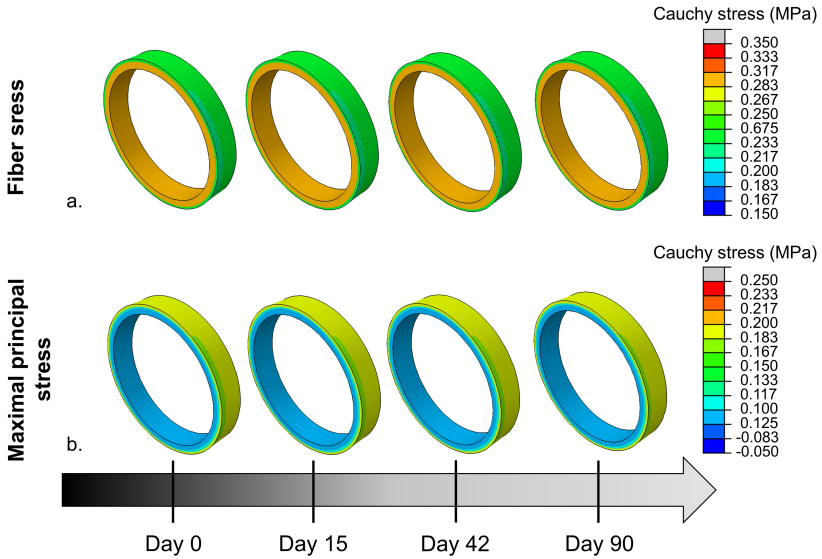 Cauchy stress (MPa)
0.350
0.333
0.317
0.283
0.267
0.250
0.675
0.233
0.217
0.200
0.183
0.167
0.150
Fiber sress
a.
Cauchy stress (MPa)
0.250
0.233
0.217
0.200
0.183
0.167
0.150
0.133
0.117
0.100
0.125
-0.083
-0.050
Maximal principal
stress
b.
Day 0
Day 15
Day 42
Day 90